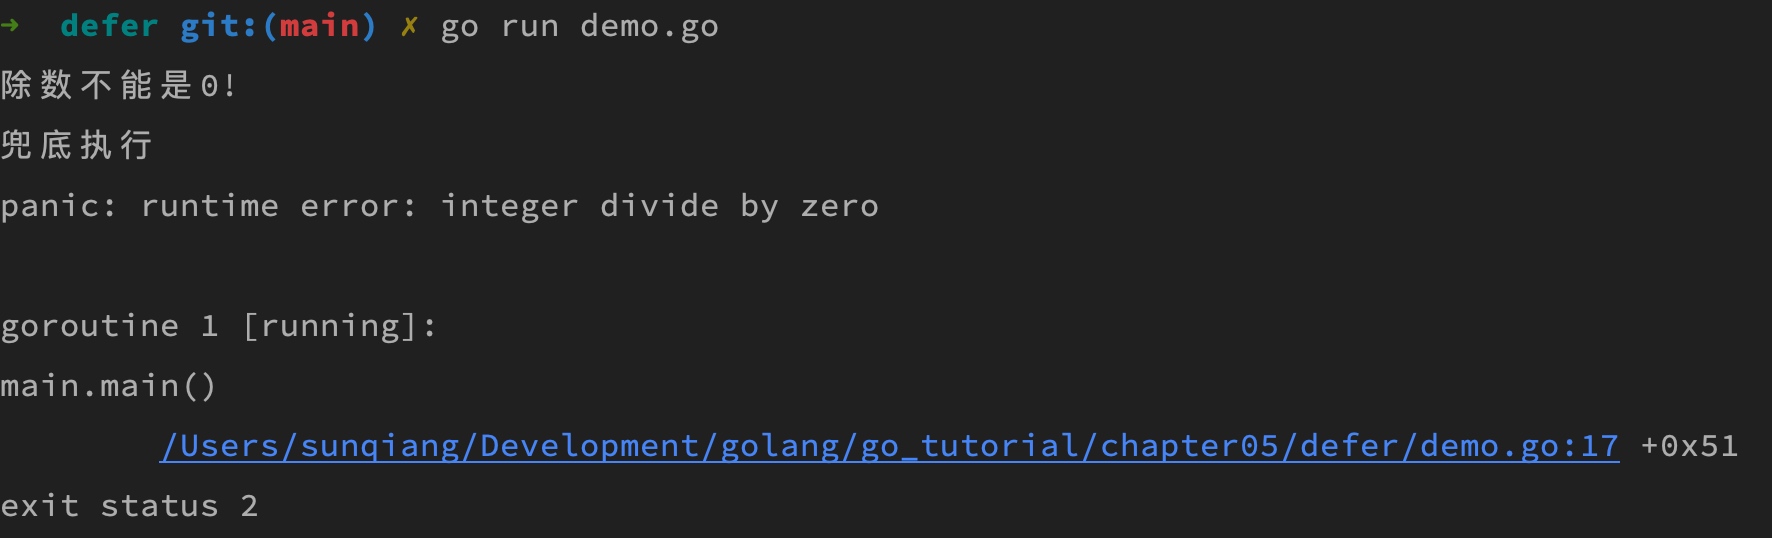 → defer git:(main) ✗ go run demo.go
除数不能是0!
兜底执行
panic: runtime error: integer divide by zero
goroutine 1 [running]:
main.main()
/Users/sunqiang/Development/golang/go_tutorial/chapter05/defer/demo.go:17 +0x51
exit status 2